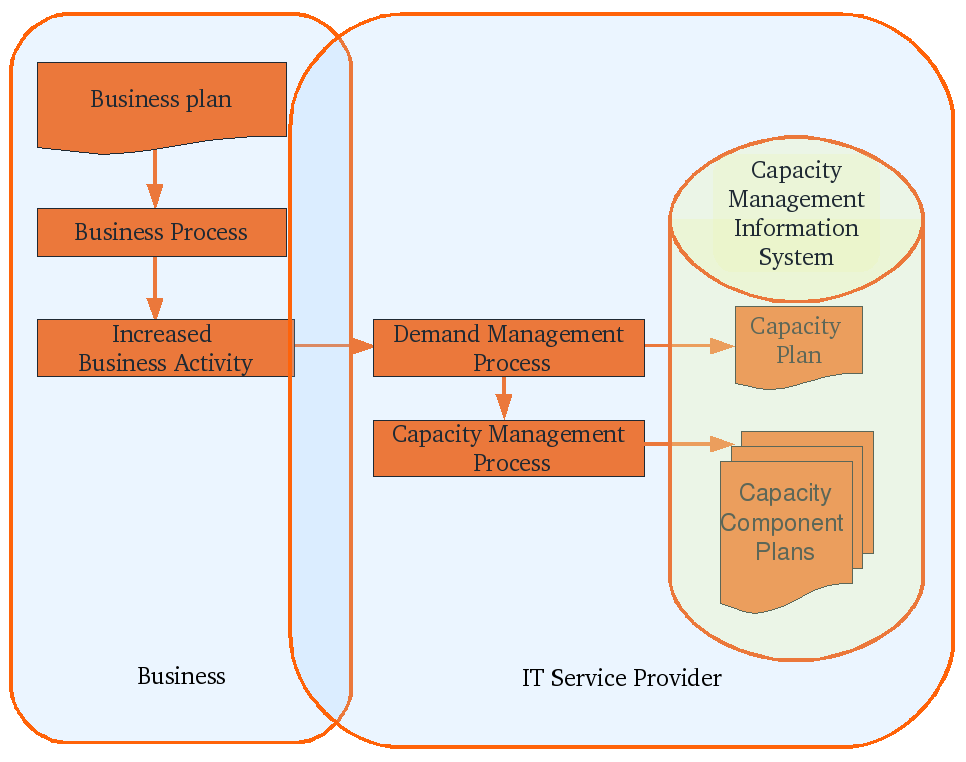 Business plan
Business Process
Increased
Business Activity
Business
Demand Management
Process
Capacity Management
Process
Capacity
Management
Information
System
Capacity
Plan
Capacity
Component
Plans
IT Service Provider